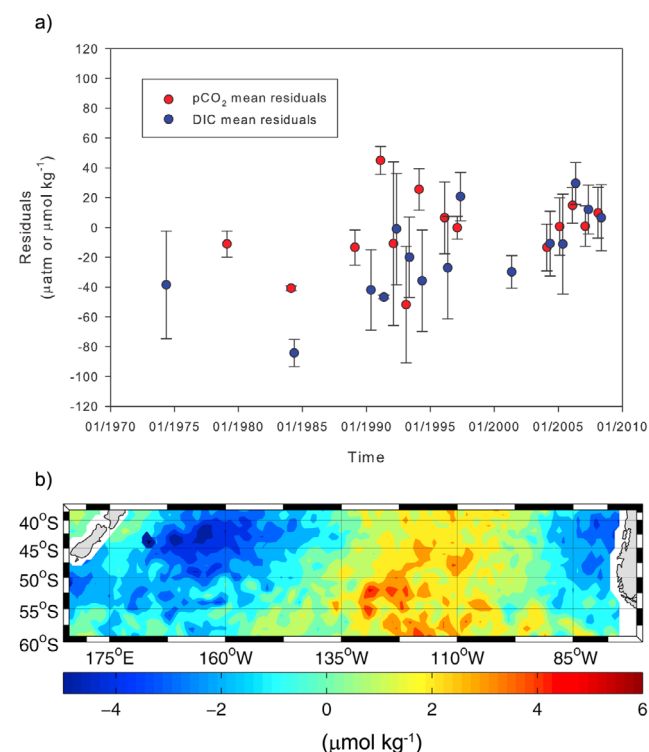 a)
120
100
80
60
40
20
0
-20
-40
-60
-80
-100
-120
Residuals
(μatm or μmol kg⁻¹)
pCO₂ mean residuals
DIC mean residuals
01/1970 01/1975 01/1980 01/1985 01/1990 01/1995 01/2000 01/2005 01/2010
Time
b)
40°S
45°S
50°S
55°S
60°S
175°E 160°W 135°W 110°W 85°W
−4 −2 0 2 4 6
(μmol kg⁻¹)